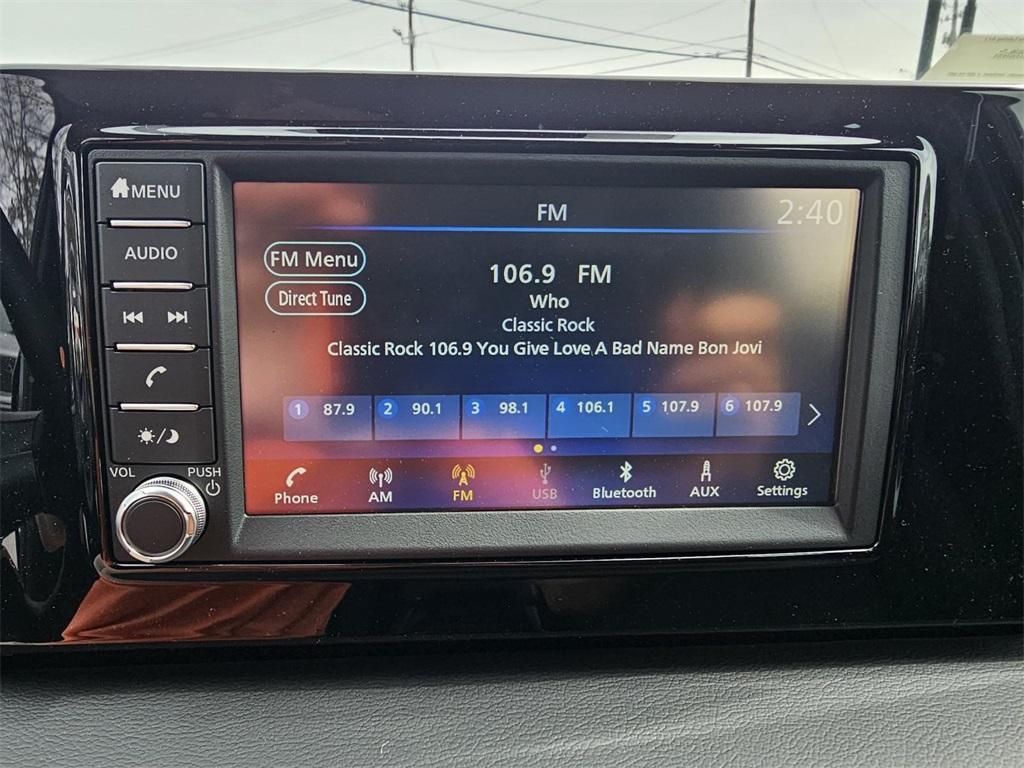 MENU
AUDIO
VOL
PUSH
FM
2:40
FM Menu
Direct Tune
106.9 FM
Who
Classic Rock
Classic Rock 106.9 You Give Love A Bad Name Bon Jovi
1 87.9 2 90.1 3 98.1 4 106.1 5 107.9 6 107.9
Phone AM FM USB Bluetooth AUX Settings